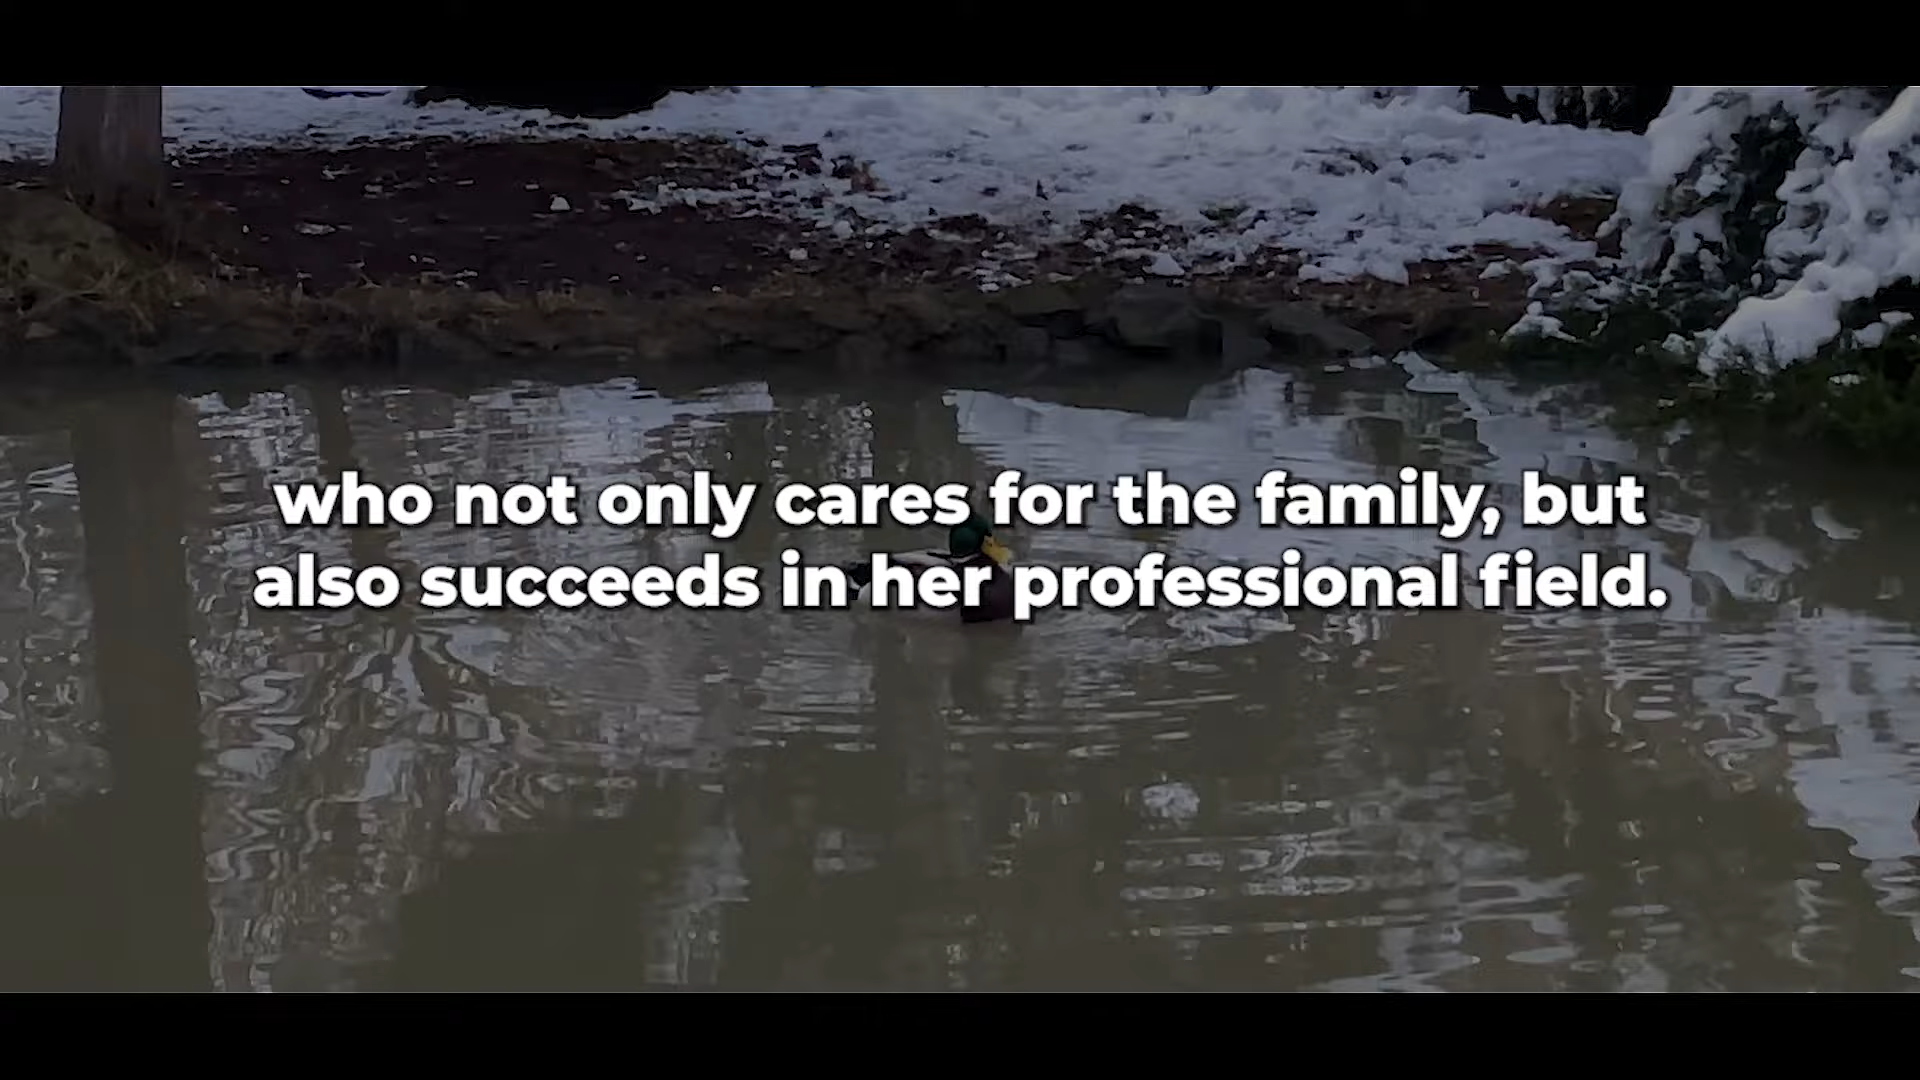 who not only cares for the family, but
also succeeds in her professional field.